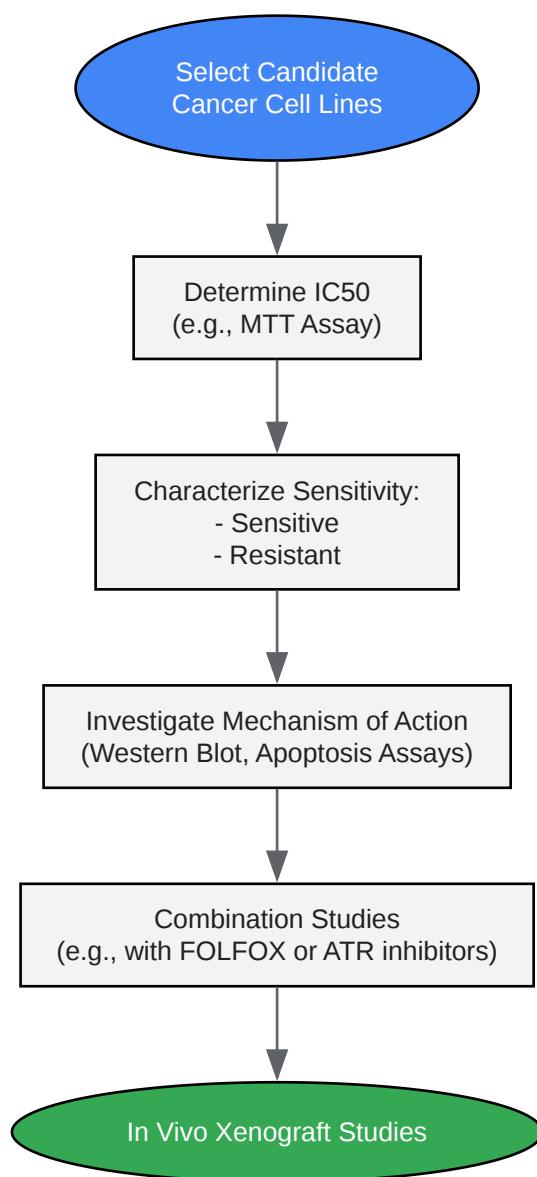 Select Candidate
Cancer Cell Lines
Determine IC50
(e.g., MTT Assay)
Characterize Sensitivity:
- Sensitive
- Resistant
Investigate Mechanism of Action
(Western Blot, Apoptosis Assays)
Combination Studies
(e.g., with FOLFOX or ATR inhibitors)
In Vivo Xenograft Studies